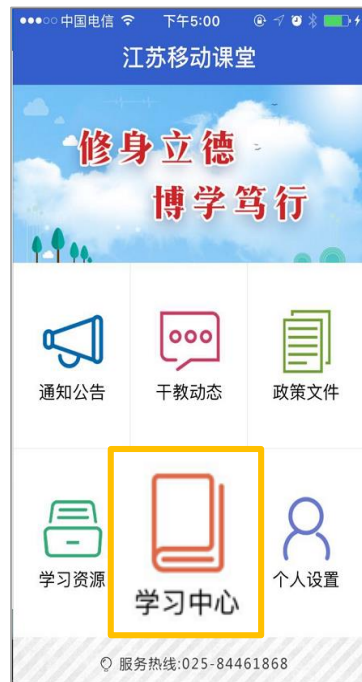 中国电信 下午5:00
江苏移动课堂
修身立德
博学笃行
通知公告 干教动态 政策文件
学习资源 学习中心 个人设置
服务热线:025-84461868